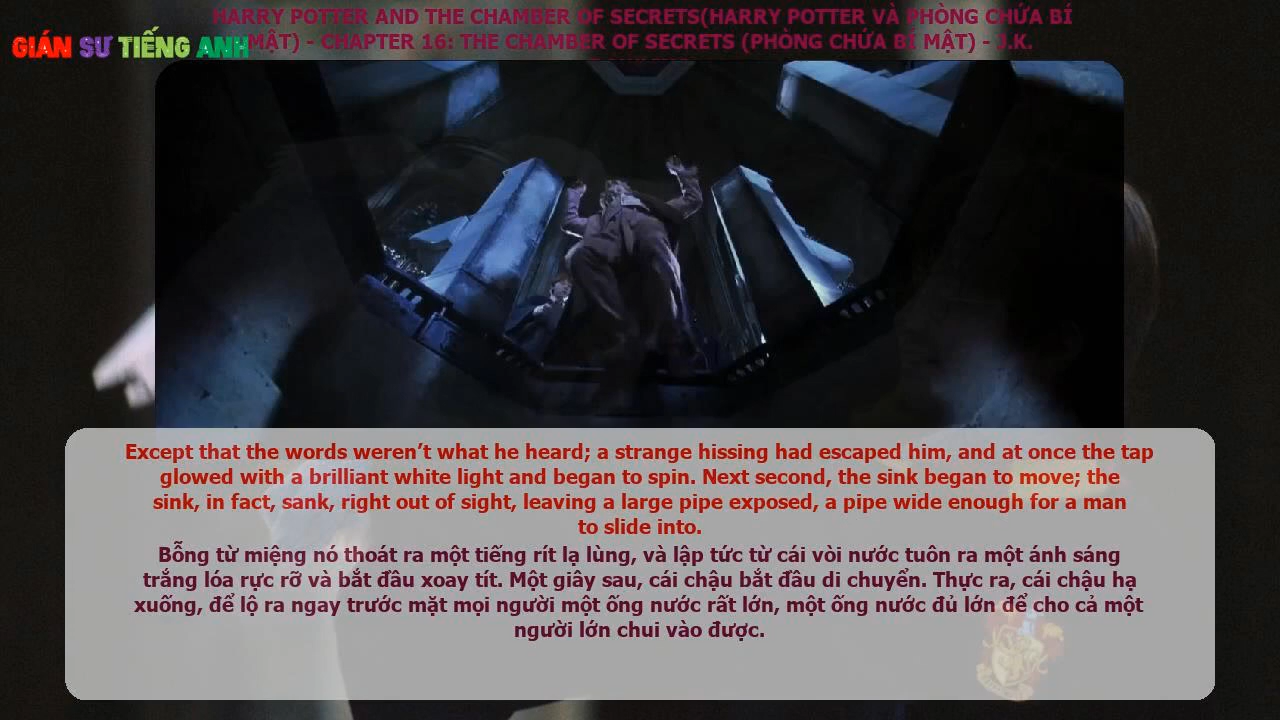 HARRY POTTER AND THE CHAMBER OF SECRETS(HARRY POTTER VÀ PHÒNG CHỨA BÍ
MẬT) - CHAPTER 16: THE CHAMBER OF SECRETS (PHÒNG CHỨA BÍ MẬT) - J.K.
GIÁN SƯ TIẾNG ANH
Except that the words weren’t what he heard; a strange hissing had escaped him, and at once the tap
glowed with a brilliant white light and began to spin. Next second, the sink began to move; the
sink, in fact, sank, right out of sight, leaving a large pipe exposed, a pipe wide enough for a man
to slide into.
Bỗng từ miệng nó thoát ra một tiếng rít lạ lùng, và lập tức từ cái vòi nước tuôn ra một ánh sáng
trắng lóa rực rỡ và bắt đầu xoay tít. Một giây sau, cái chậu bắt đầu di chuyển. Thực ra, cái chậu hạ
xuống, để lộ ra ngay trước mặt mọi người một ống nước rất lớn, một ống nước đủ lớn để cho cả một
người lớn chui vào được.